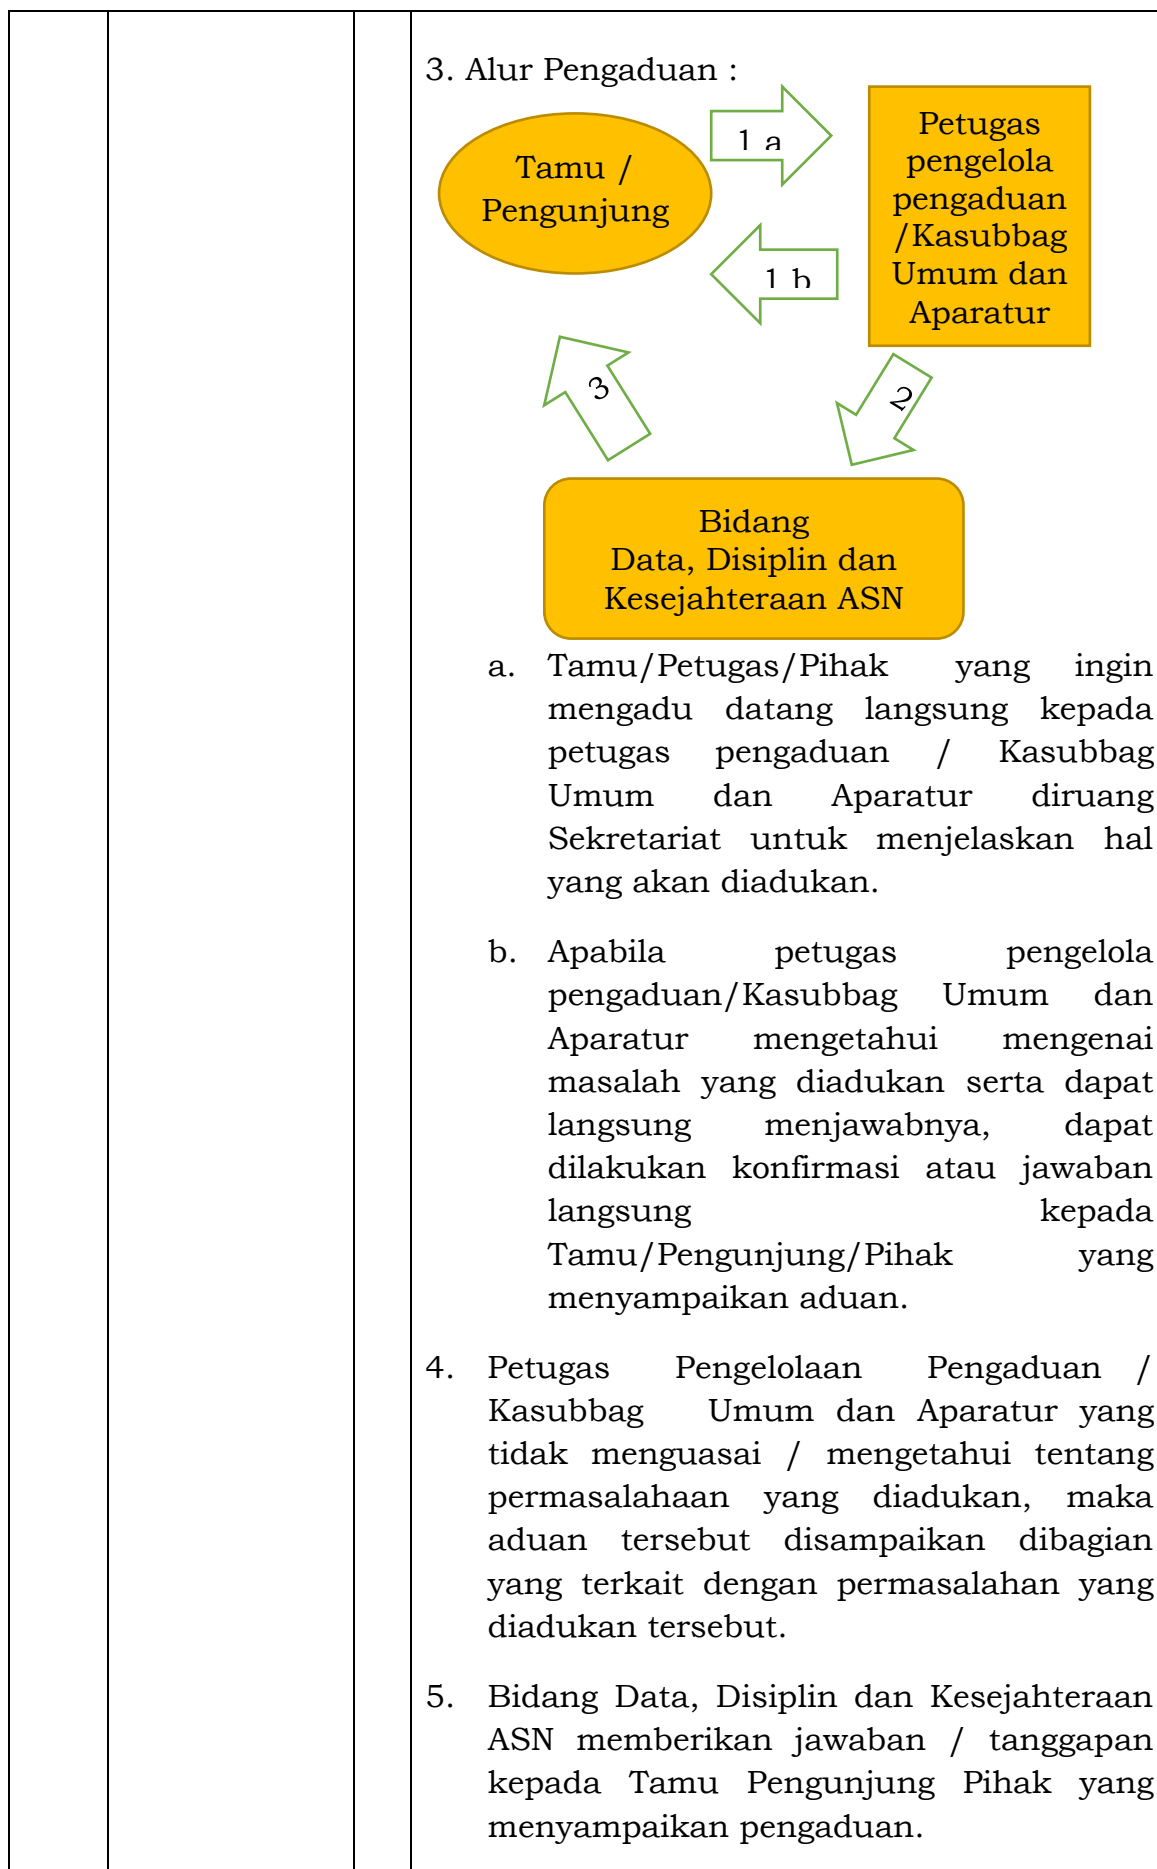 3. Alur Pengaduan :
Tamu /
Pengunjung
1 a
Petugas
pengelola
pengaduan
/Kasubbag
Umum dan
Aparatur
1 b
3
2
Bidang
Data, Disiplin dan
Kesejahteraan ASN
a. Tamu/Petugas/Pihak yang ingin
mengadu datang langsung kepada
petugas pengaduan / Kasubbag
Umum dan Aparatur diruang
Sekretariat untuk menjelaskan hal
yang akan diadukan.
b. Apabila petugas pengelola
pengaduan/Kasubbag Umum dan
Aparatur mengetahui mengenai
masalah yang diadukan serta dapat
langsung menjawabnya, dapat
dilakukan konfirmasi atau jawaban
langsung kepada
Tamu/Pengunjung/Pihak yang
menyampaikan aduan.
4. Petugas Pengelolaan Pengaduan /
Kasubbag Umum dan Aparatur yang
tidak menguasai / mengetahui tentang
permasalahaan yang diadukan, maka
aduan tersebut disampaikan dibagian
yang terkait dengan permasalahan yang
diadukan tersebut.
5. Bidang Data, Disiplin dan Kesejahteraan
ASN memberikan jawaban / tanggapan
kepada Tamu Pengunjung Pihak yang
menyampaikan pengaduan.